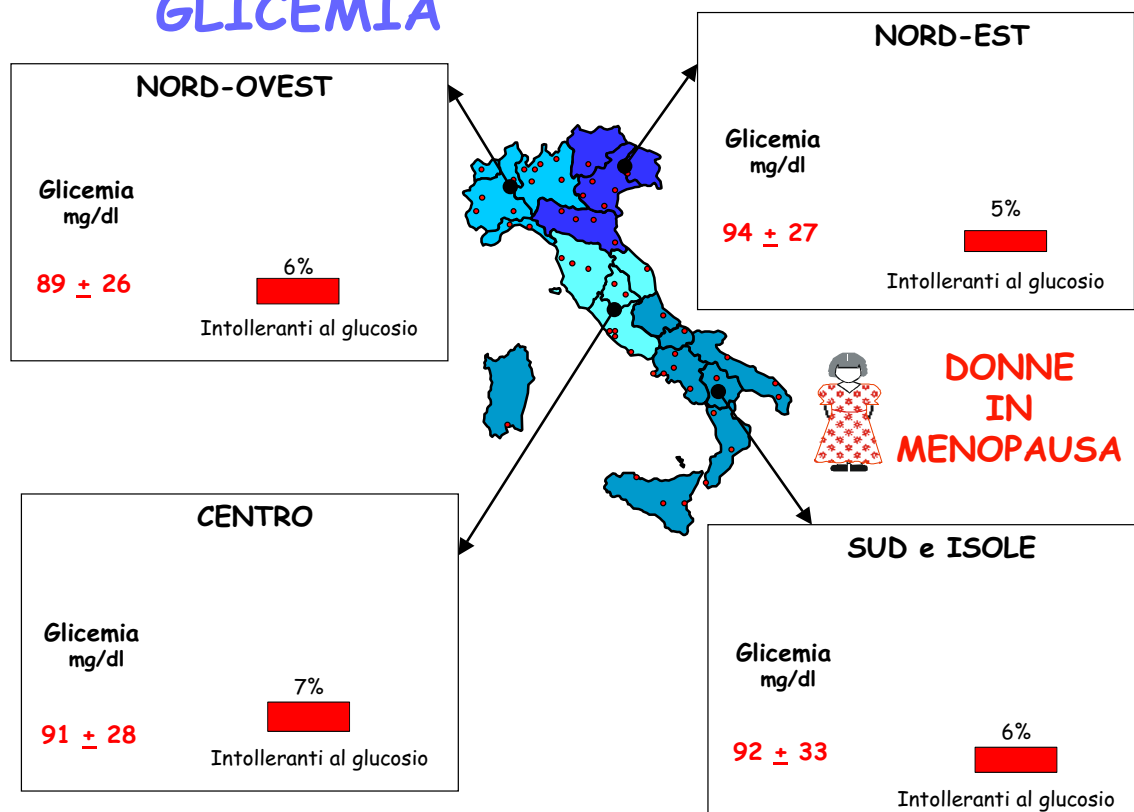 GLICEMIA
NORD-OVEST
Glicemia
mg/dl
89 ± 26
6%
Intolleranti al glucosio
NORD-EST
Glicemia
mg/dl
94 ± 27
5%
Intolleranti al glucosio
DONNE
IN
MENOPAUSA
CENTRO
Glicemia
mg/dl
91 ± 28
7%
Intolleranti al glucosio
SUD e ISOLE
Glicemia
mg/dl
92 ± 33
6%
Intolleranti al glucosio